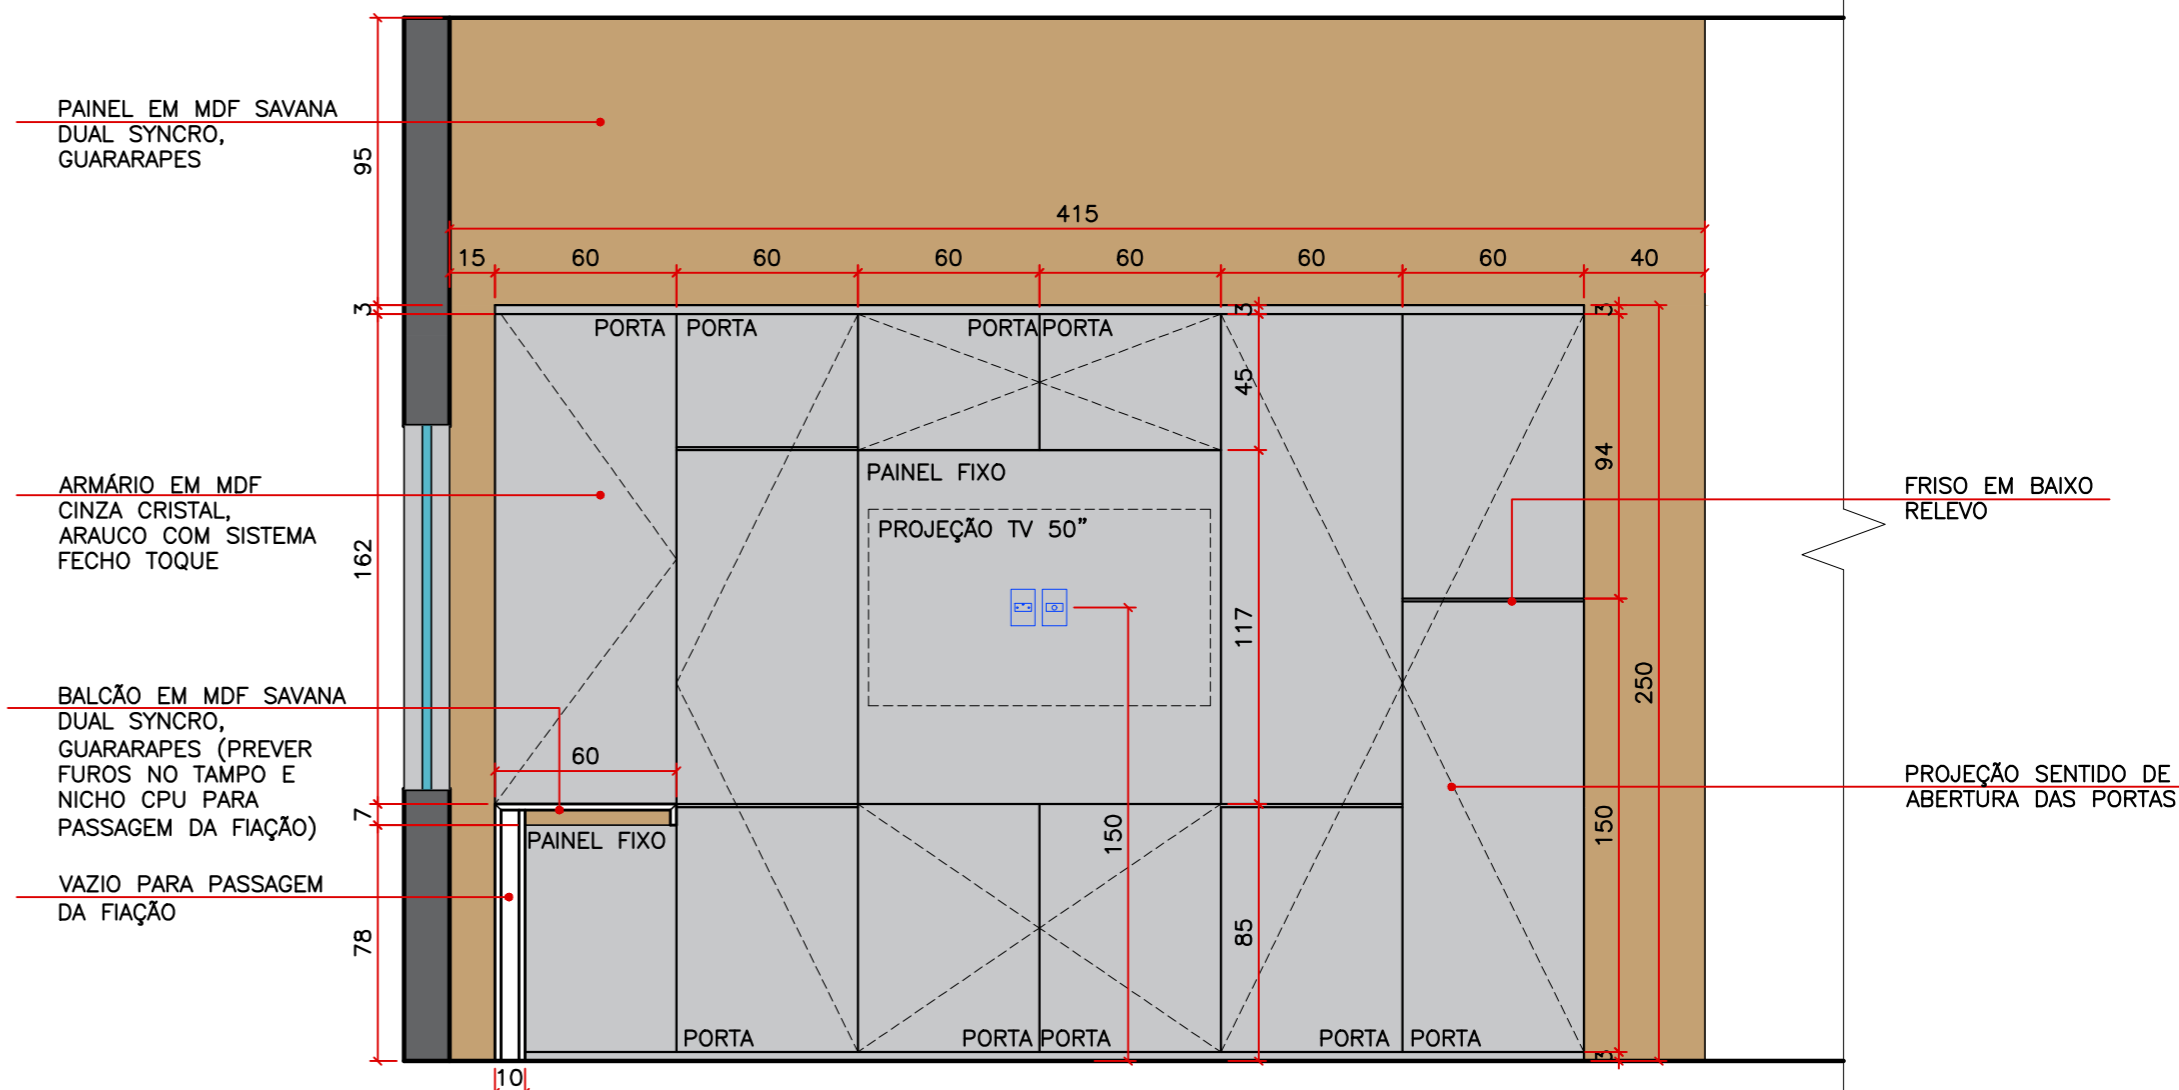 PAINEL EM MDF SAVANA
DUAL SYNCRO,
GUARARAPES
95
415
15
60
60
60
60
60
60
40
3
3
3
PORTA
PORTA
PORTA
PORTA
45
PAINEL FIXO
94
PROJEÇÃO TV 50”
ARMÁRIO EM MDF
CINZA CRISTAL,
ARAUCO COM SISTEMA
FECHO TOQUE
162
FRISO EM BAIXO
RELEVO
117
250
BALCÃO EM MDF SAVANA
DUAL SYNCRO,
GUARARAPES (PREVER
FUROS NO TAMPO E
NICHO CPU PARA
PASSAGEM DA FIAÇÃO)
60
7
PAINEL FIXO
150
150
PROJEÇÃO SENTIDO DE
ABERTURA DAS PORTAS
VAZIO PARA PASSAGEM
DA FIAÇÃO
78
85
PORTA
PORTA
PORTA
PORTA
PORTA
3
10